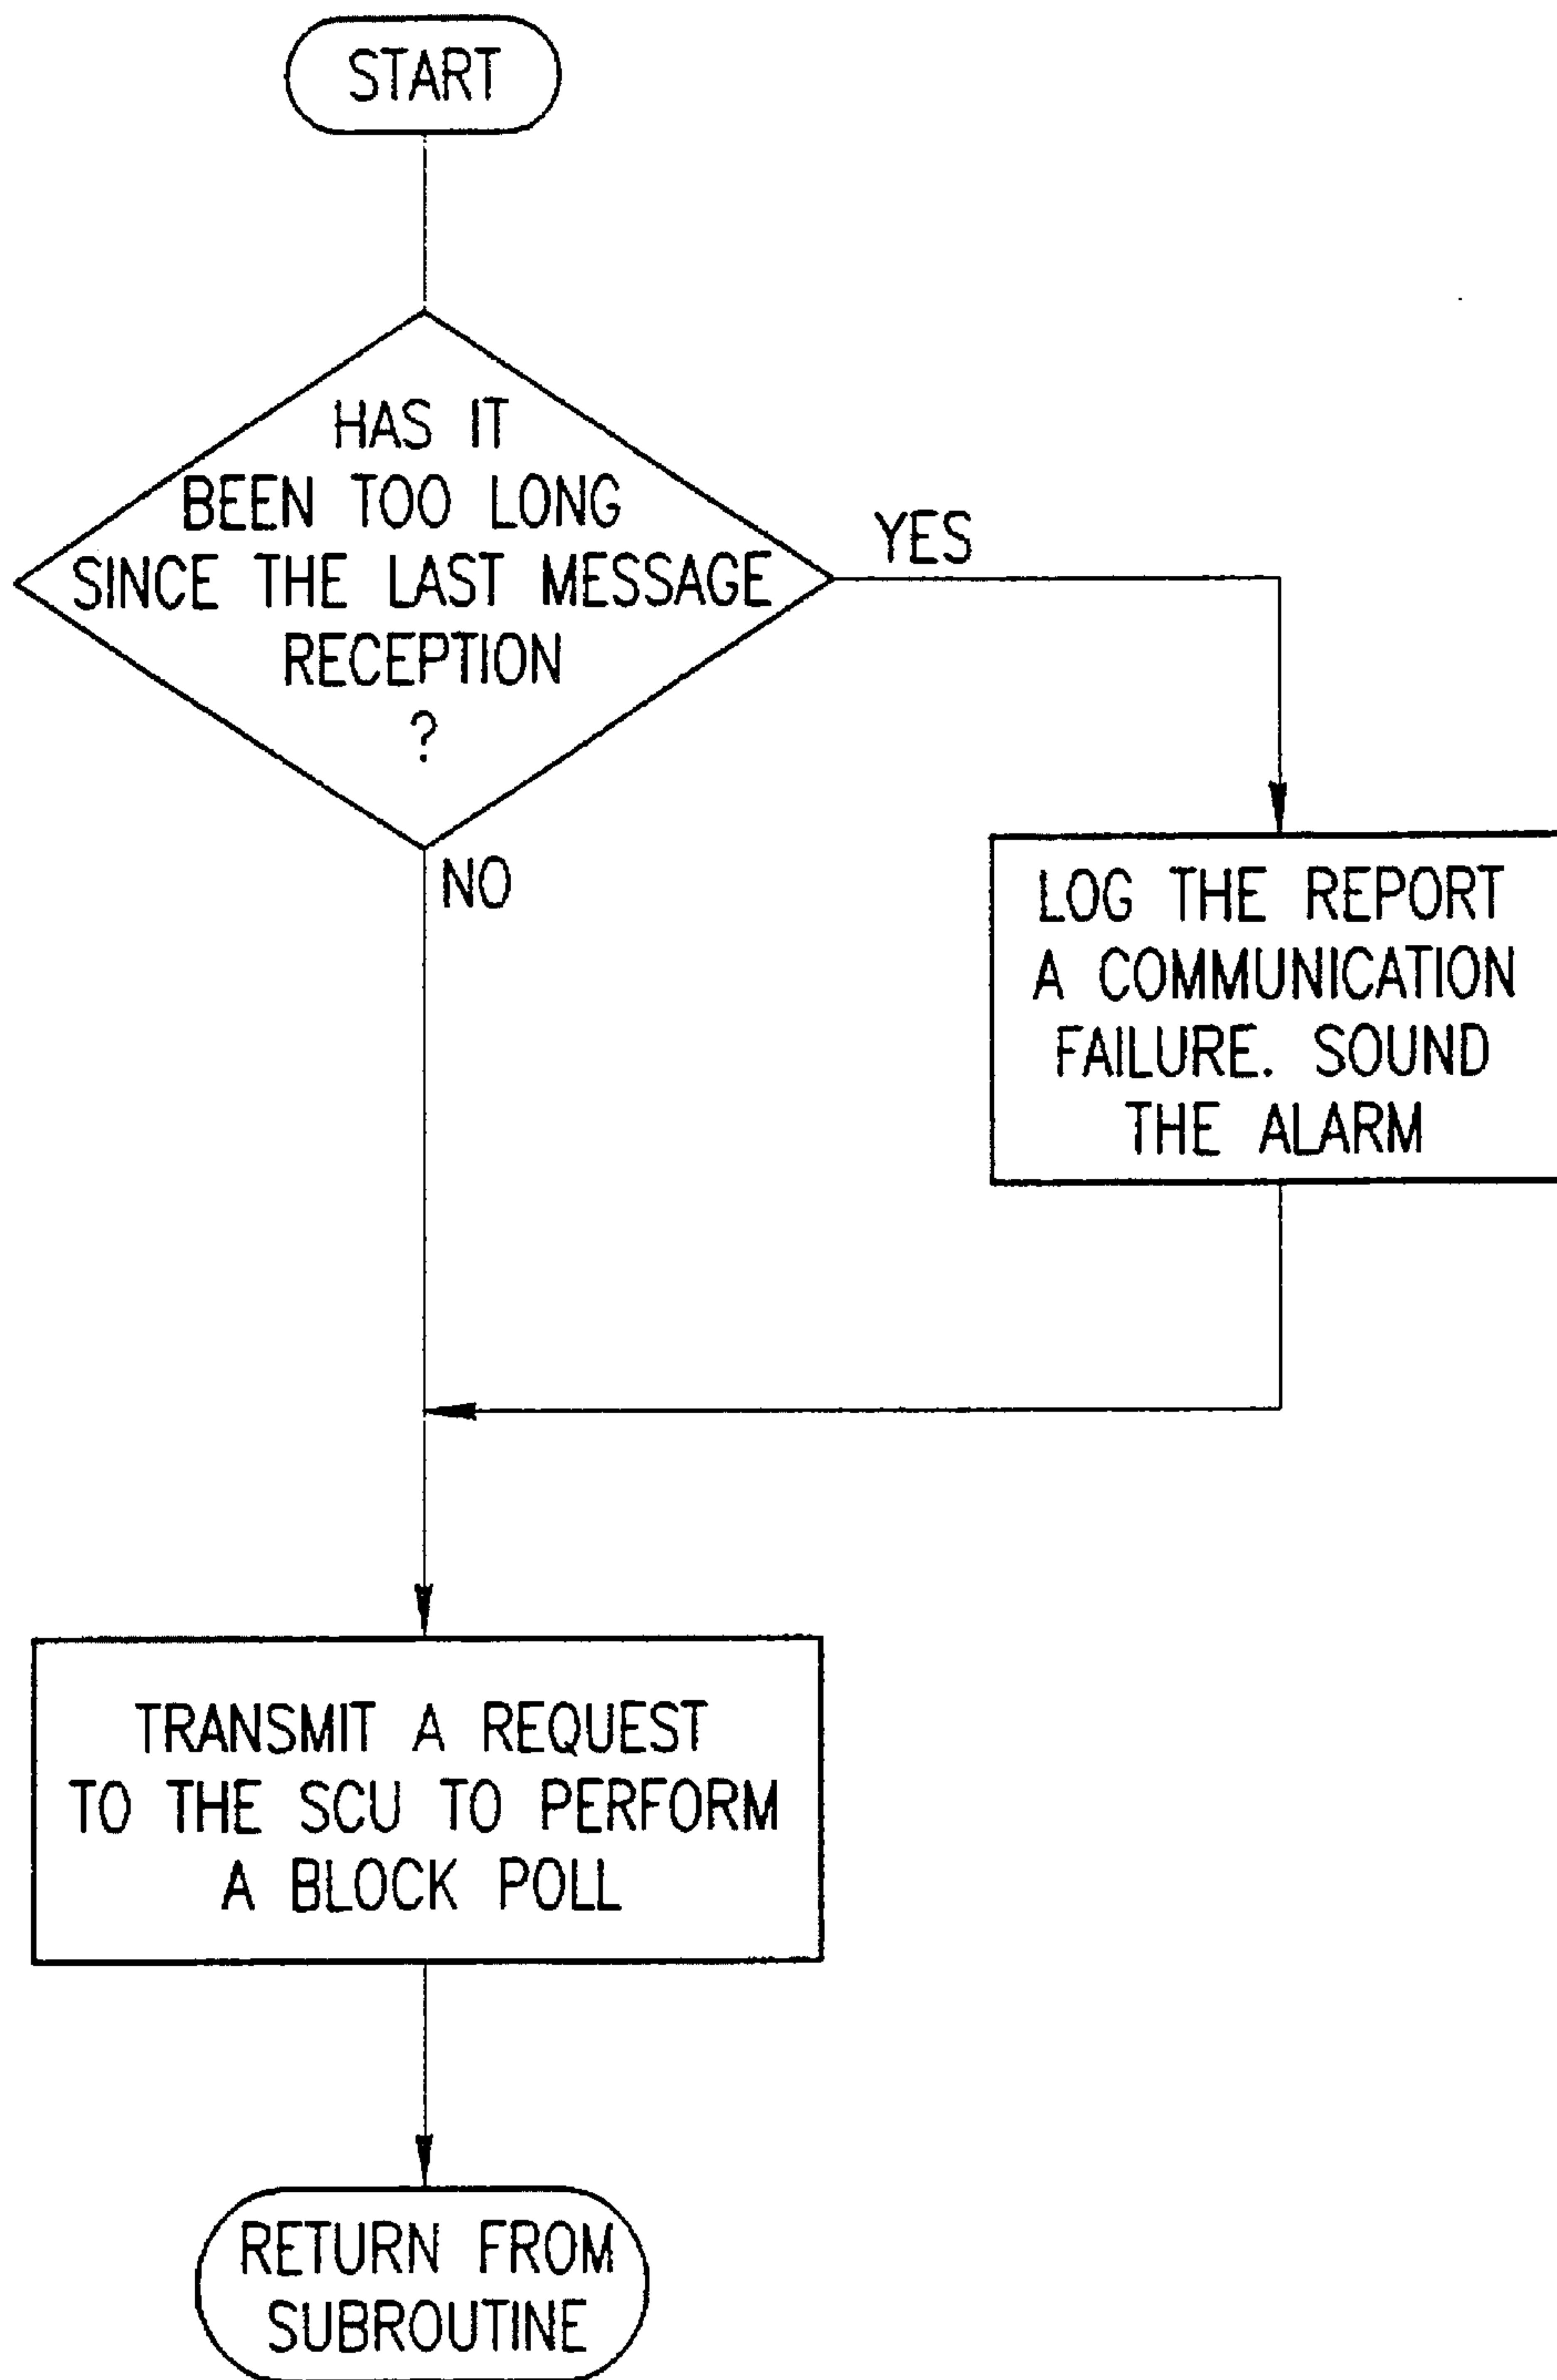 START
HAS IT
BEEN TOO LONG
SINCE THE LAST MESSAGE
RECEPTION
?
YES
NO
LOG THE REPORT
A COMMUNICATION
FAILURE. SOUND
THE ALARM
TRANSMIT A REQUEST
TO THE SCU TO PERFORM
A BLOCK POLL
RETURN FROM
SUBROUTINE